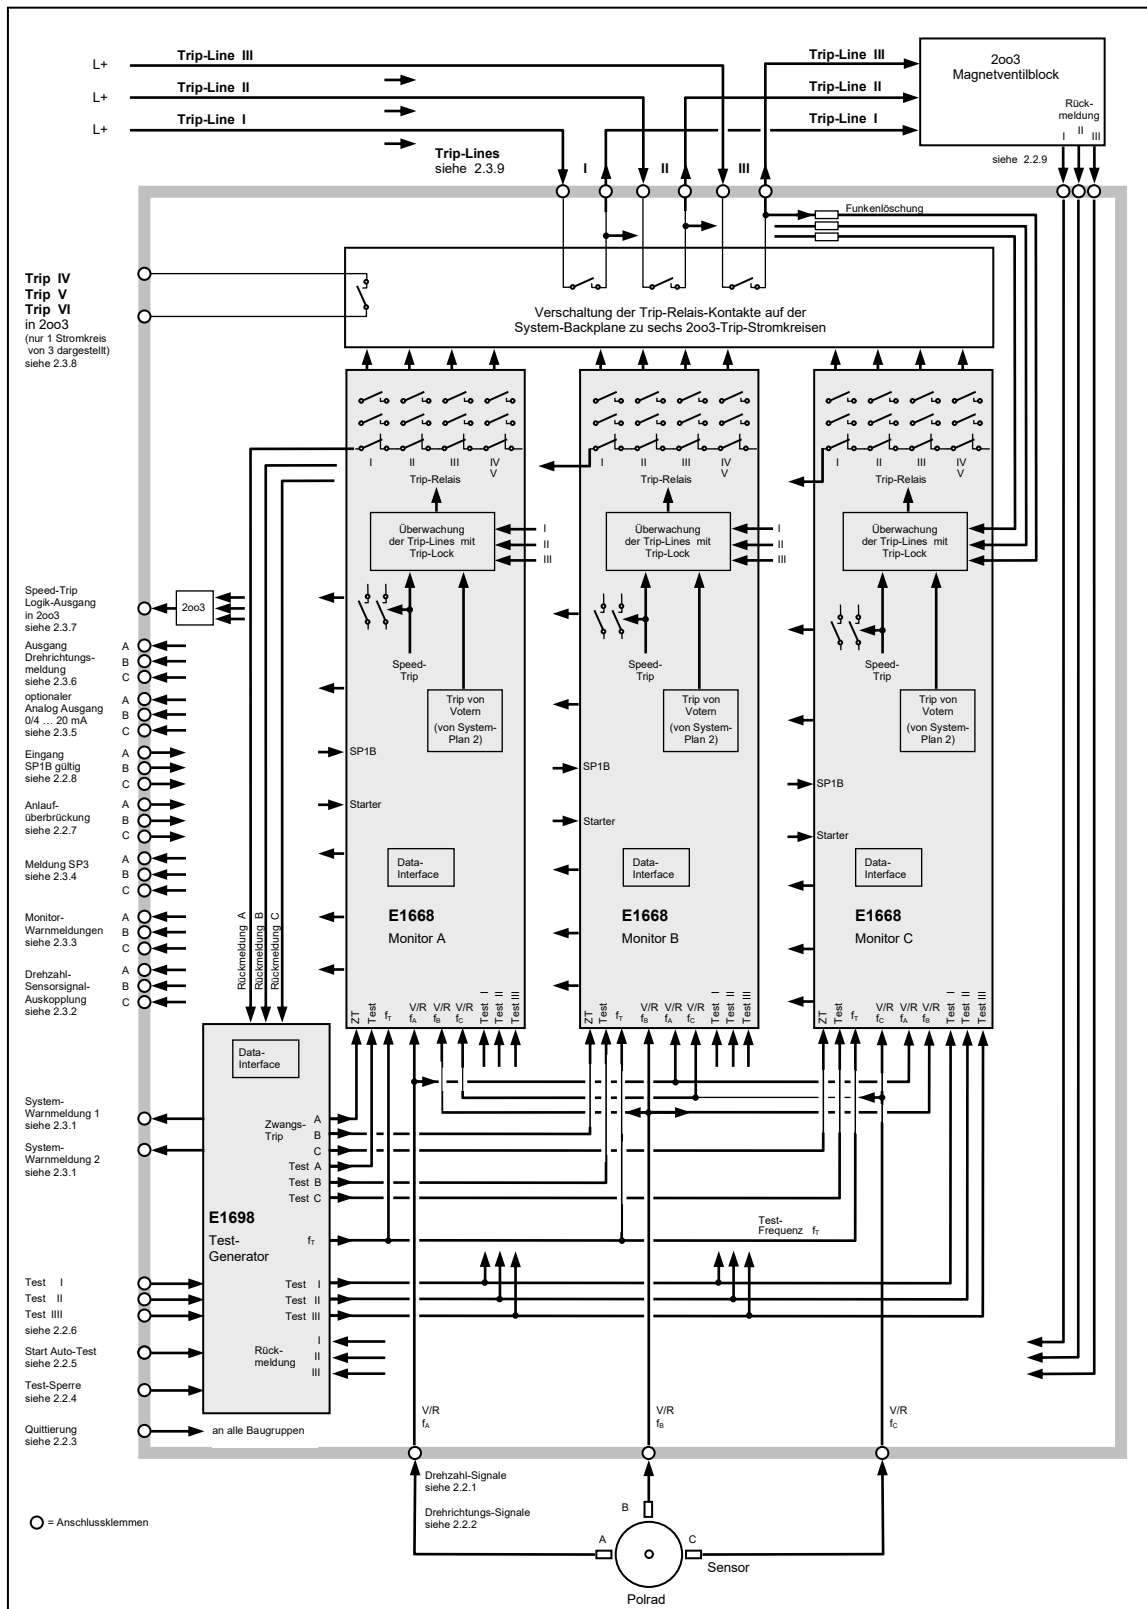 Trip-Line III
L+
Trip-Line II
L+
Trip-Line I
L+
Trip-Lines
siehe 2.3.9
I
II
III
Trip-Line III
Trip-Line II
Trip-Line I
2oo3
Magnetventilblock
Rück-
meldung
I
II
III
siehe 2.2.9
Funkenlöschung
Trip IV
Trip V
Trip VI
in 2oo3
(nur 1 Stromkreis
von 3 dargestellt)
siehe 2.3.8
Verschaltung der Trip-Relais-Kontakte auf der
System-Backplane zu sechs 2oo3-Trip-Stromkreisen
I II III IV
V
Trip-Relais
Überwachung
der Trip-Lines mit
Trip-Lock
I
II
III
Speed-
Trip
Trip von
Votern
(von System-
Plan 2)
SP1B
Starter
Data-
Interface
E1668
Monitor A
ZT
Test
fT
V/R
fA
V/R
fB
V/R
fC
Test I
Test II
Test III
I II III IV
V
Trip-Relais
Überwachung
der Trip-Lines mit
Trip-Lock
I
II
III
Speed-
Trip
Trip von
Votern
(von System-
Plan 2)
SP1B
Starter
Data-
Interface
E1668
Monitor B
ZT
Test
fT
V/R
fB
V/R
fA
V/R
fC
Test I
Test II
Test III
I II III IV
V
Trip-Relais
Überwachung
der Trip-Lines mit
Trip-Lock
Speed-
Trip
Trip von
Votern
(von System-
Plan 2)
SP1B
Starter
Data-
Interface
E1668
Monitor C
ZT
Test
fT
V/R
fC
V/R
fA
V/R
fB
Test I
Test II
Test III
Speed-Trip
Logik-Ausgang
in 2oo3
siehe 2.3.7
2oo3
Ausgang
Drehrichtungs-
meldung
siehe 2.3.6
A
B
C
optionaler
Analog Ausgang
0/4 ... 20 mA
siehe 2.3.5
A
B
C
Eingang
SP1B gültig
siehe 2.2.8
A
B
C
Anlauf-
überbrückung
siehe 2.2.7
A
B
C
Meldung SP3
siehe 2.3.4
A
B
C
Monitor-
Warnmeldungen
siehe 2.3.3
A
B
C
Drehzahl-
Sensorsignal-
Auskopplung
siehe 2.3.2
A
B
C
Rückmeldung A
Rückmeldung B
Rückmeldung C
System-
Warnmeldung 1
siehe 2.3.1
System-
Warnmeldung 2
siehe 2.3.1
Data-
Interface
Zwangs-
Trip
A
B
C
Test A
Test B
Test C
E1698
Test-
Generator
fT
Test-
Frequenz fT
Test I
Test II
Test III
Rück-
meldung
I
II
III
Test I
Test II
Test IIII
siehe 2.2.6
Start Auto-Test
siehe 2.2.5
Test-Sperre
siehe 2.2.4
Quittierung
siehe 2.2.3
an alle Baugruppen
V/R
fA
V/R
fB
V/R
fC
Drehzahl-Signale
siehe 2.2.1
Drehrichtungs-Signale
siehe 2.2.2
= Anschlussklemmen
B
A
C
Sensor
Polrad